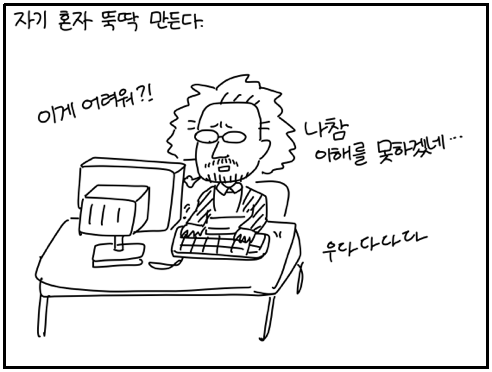 자기 혼자 뚝딱 만든다.
이게 어려워?!
나참
이해를 못하겠네...
우다다다다